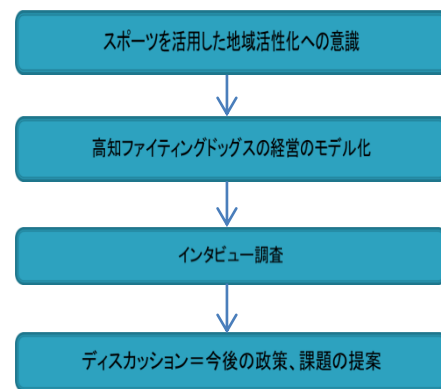 スポーツを活用した地域活性化への意識
高知ファイティングドッグスの経営のモデル化
インタビュー調査
ディスカッション＝今後の政策、課題の提案